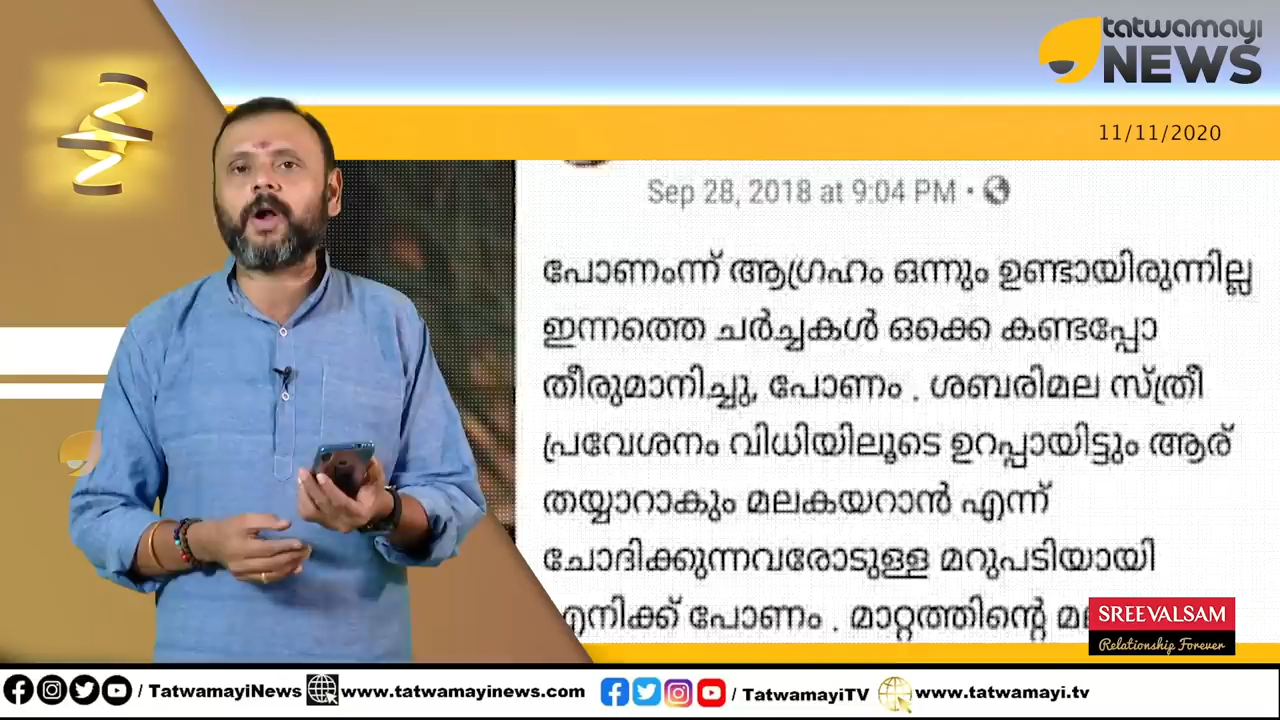 tatwamayi
NEWS
11/11/2020
Sep 28, 2018 at 9:04 PM •
പോണംന്ന് ആഗ്രഹം ഒന്നും ഉണ്ടായിരുന്നില്ല
ഇന്നത്തെ ചർച്ചകൾ ഒക്കെ കണ്ടപ്പോ
തീരുമാനിച്ചു, പോണം . ശബരിമല സ്ത്രീ
പ്രവേശനം വിധിയിലൂടെ ഉറപ്പായിട്ടും ആര്
തയ്യാറാകും മലകയറാൻ എന്ന്
ചോദിക്കുന്നവരോടുള്ള മറുപടിയായി
എനിക്ക് പോണം . മാറ്റത്തിന്റെ
SREEVALSAM
Relationship Forever
/ TatwamayiNews www.tatwamayinews.com / TatwamayiTV www.tatwamayi.tv